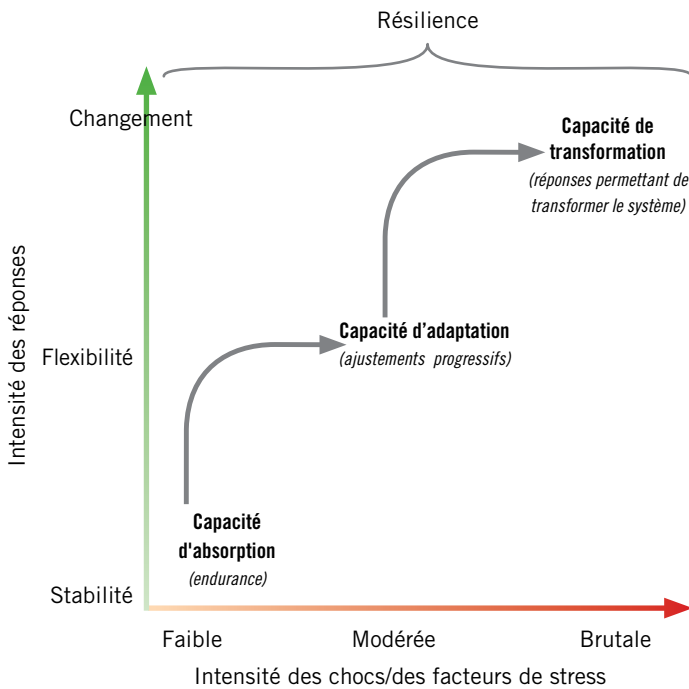 Résilience
Changement
Capacité de
transformation
(réponses permettant de
transformer le système)
Intensité des réponses
Flexibilité
Capacité d'adaptation
(ajustements progressifs)
Capacité
d'absorption
(endurance)
Stabilité
Faible
Modérée
Brutale
Intensité des chocs/des facteurs de stress